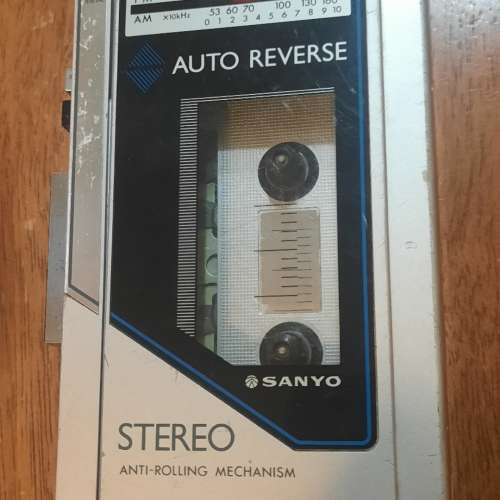 AM ×10kHz 53 60 70 100 130 160
0 1 2 3 4 5 6 7 8 9 10
AUTO REVERSE
SANYO
STEREO
ANTI-ROLLING MECHANISM